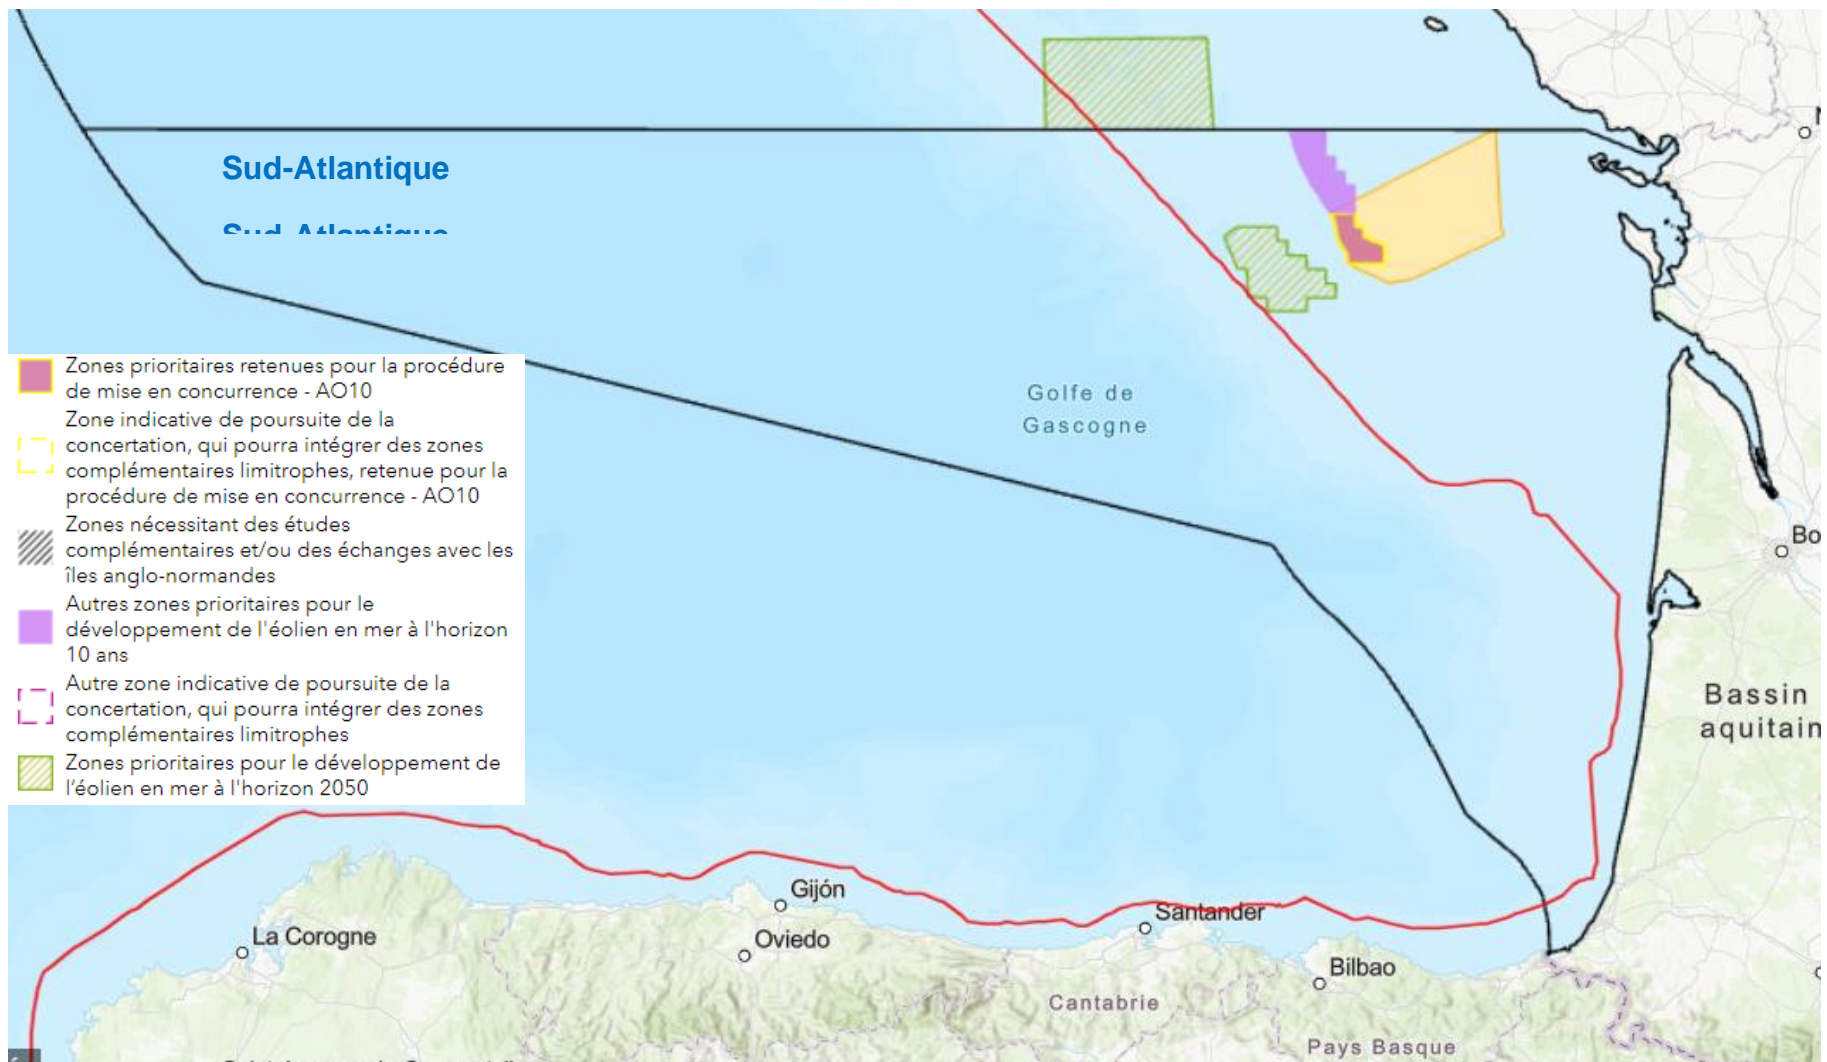 Sud-Atlantique
Sud-Atlantique
Golfe de
Gascogne
Zones prioritaires retenues pour la procédure
de mise en concurrence - AO10
Zone indicative de poursuite de la
concertation, qui pourra intégrer des zones
complémentaires limitrophes, retenue pour la
procédure de mise en concurrence - AO10
Zones nécessitant des études
complémentaires et/ou des échanges avec les
îles anglo-normandes
Autres zones prioritaires pour le
développement de l'éolien en mer à l'horizon
10 ans
Autre zone indicative de poursuite de la
concertation, qui pourra intégrer des zones
complémentaires limitrophes
Zones prioritaires pour le développement de
l'éolien en mer à l'horizon 2050
Bo
Bassin
aquitain
Gijón
La Corogne
Oviedo
Santander
Bilbao
Cantabrie
Pays Basque